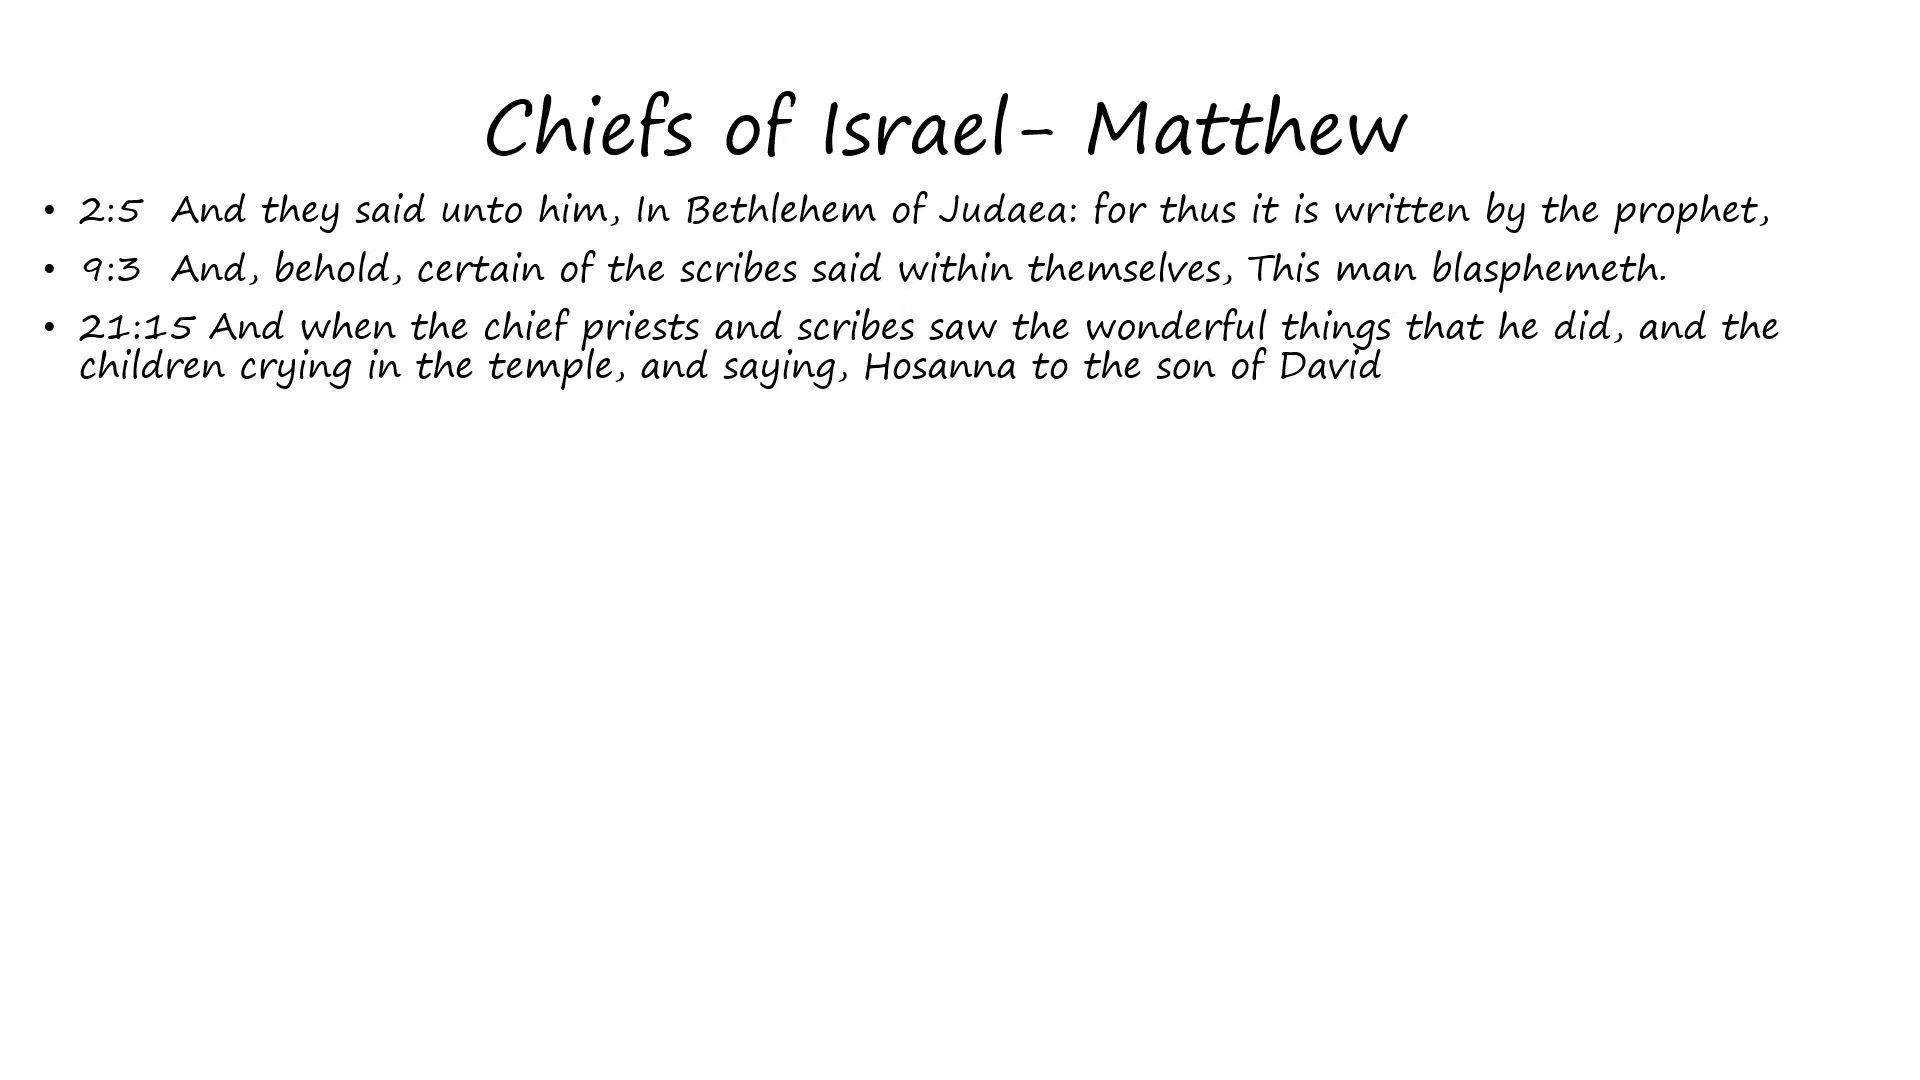 Chiefs of Israel- Matthew
• 2:5 And they said unto him, In Bethlehem of Judaea: for thus it is written by the prophet,
• 9:3 And, behold, certain of the scribes said within themselves, This man blasphemeth.
• 21:15 And when the chief priests and scribes saw the wonderful things that he did, and the
children crying in the temple, and saying, Hosanna to the son of David